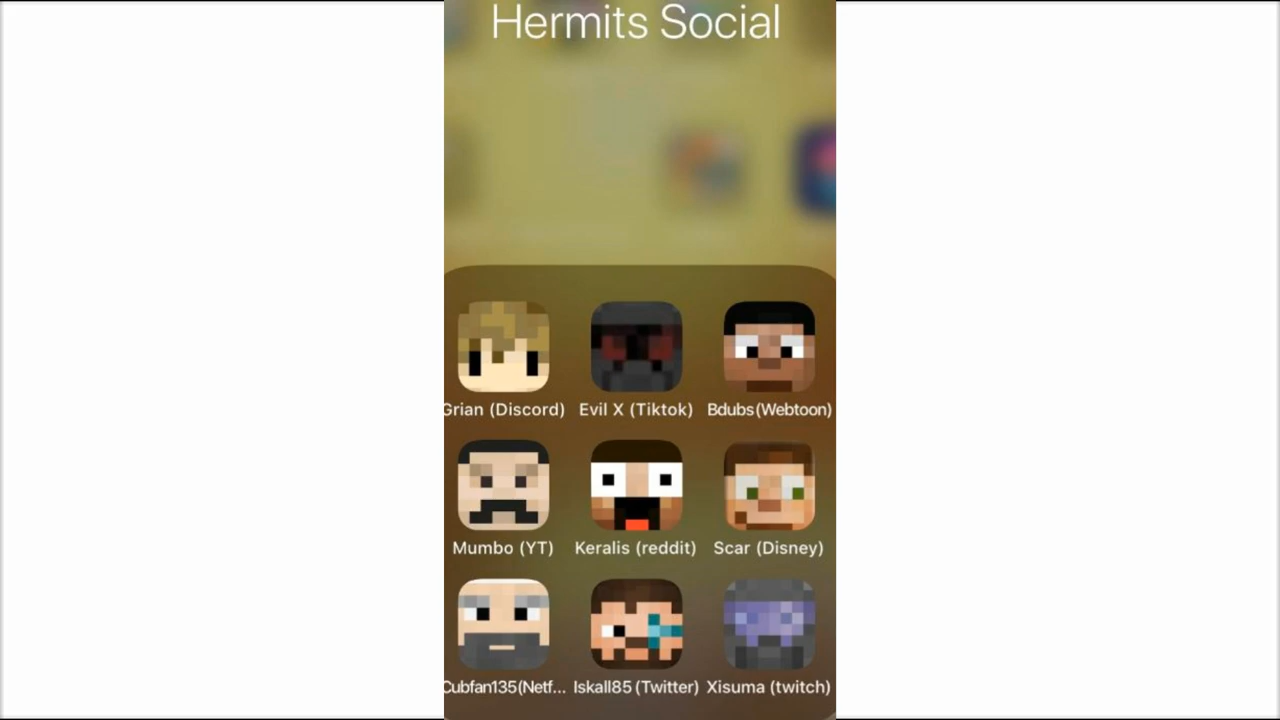 Hermits Social
Grian (Discord) Evil X (Tiktok) Bdubs(Webtoon)
Mumbo (YT) Keralis (reddit) Scar (Disney)
Cubfan135(Netf... Iskall85 (Twitter) Xisuma (twitch)